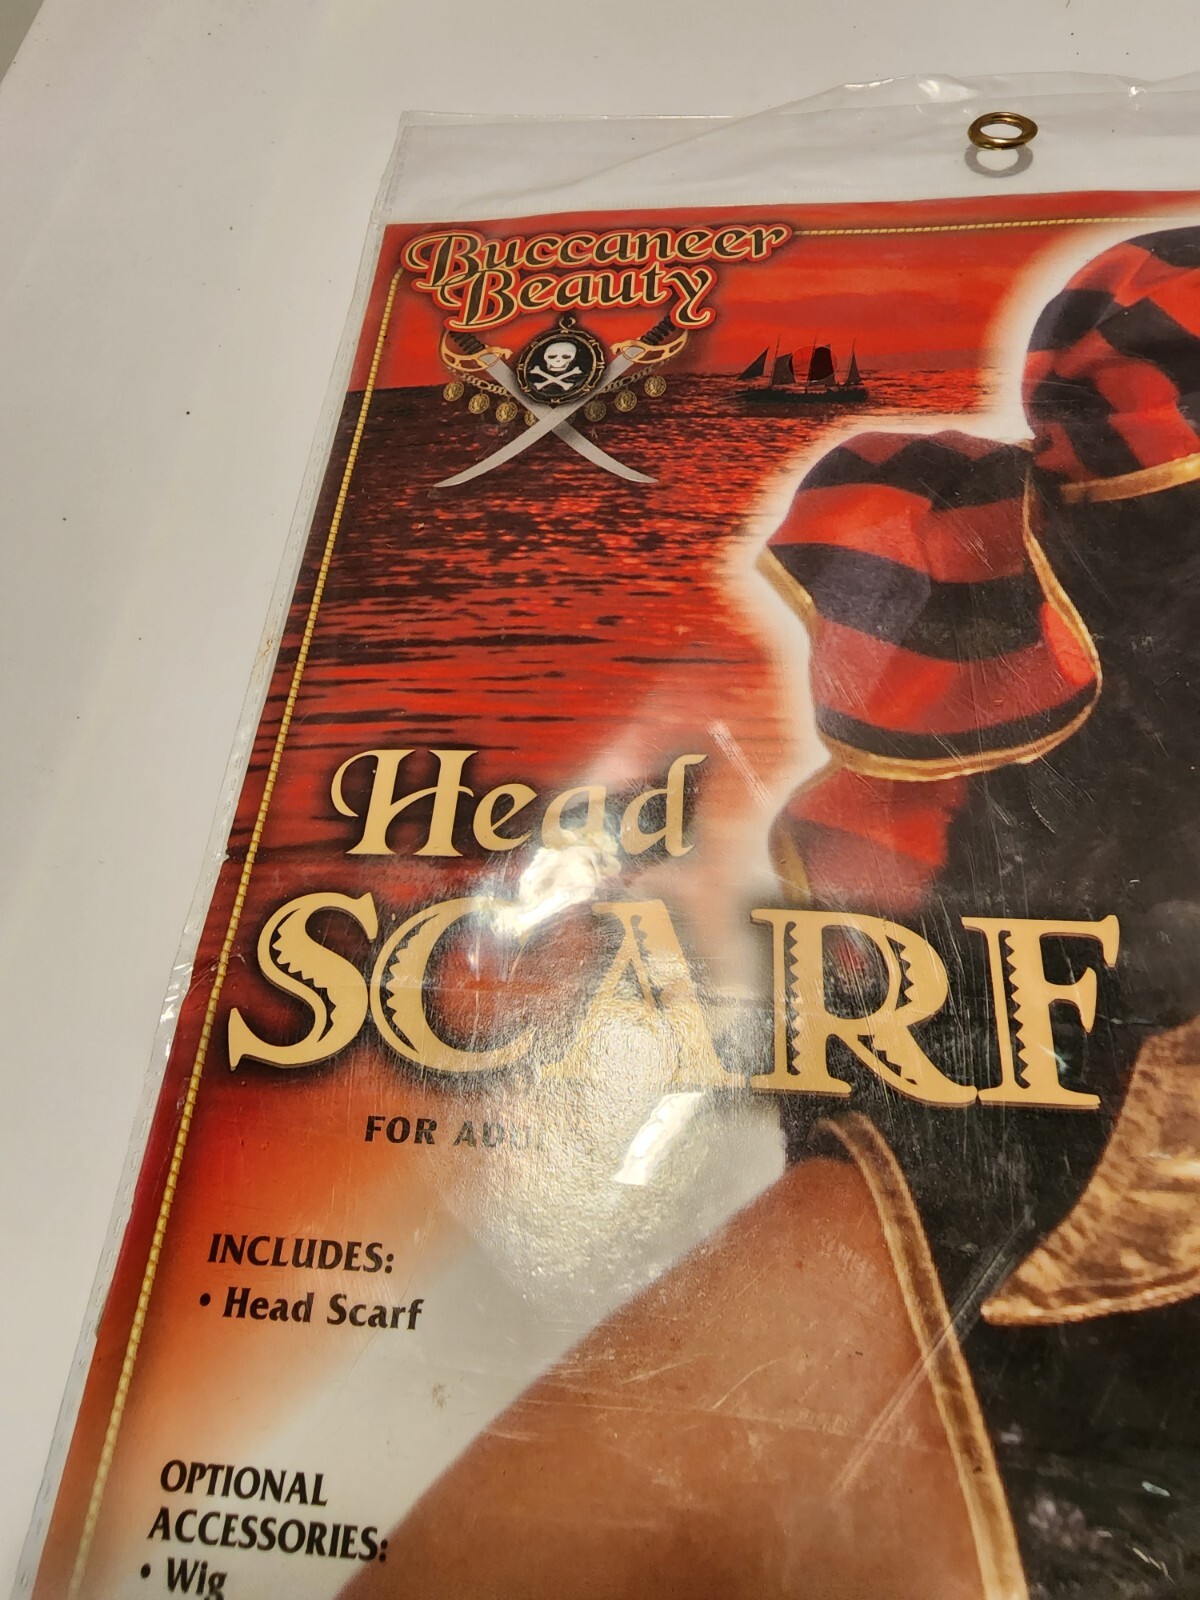 Buccaneer
Beauty
Head
SCARF
FOR
INCLUDES:
• Head Scarf
OPTIONAL
ACCESSORIES:
• Wig